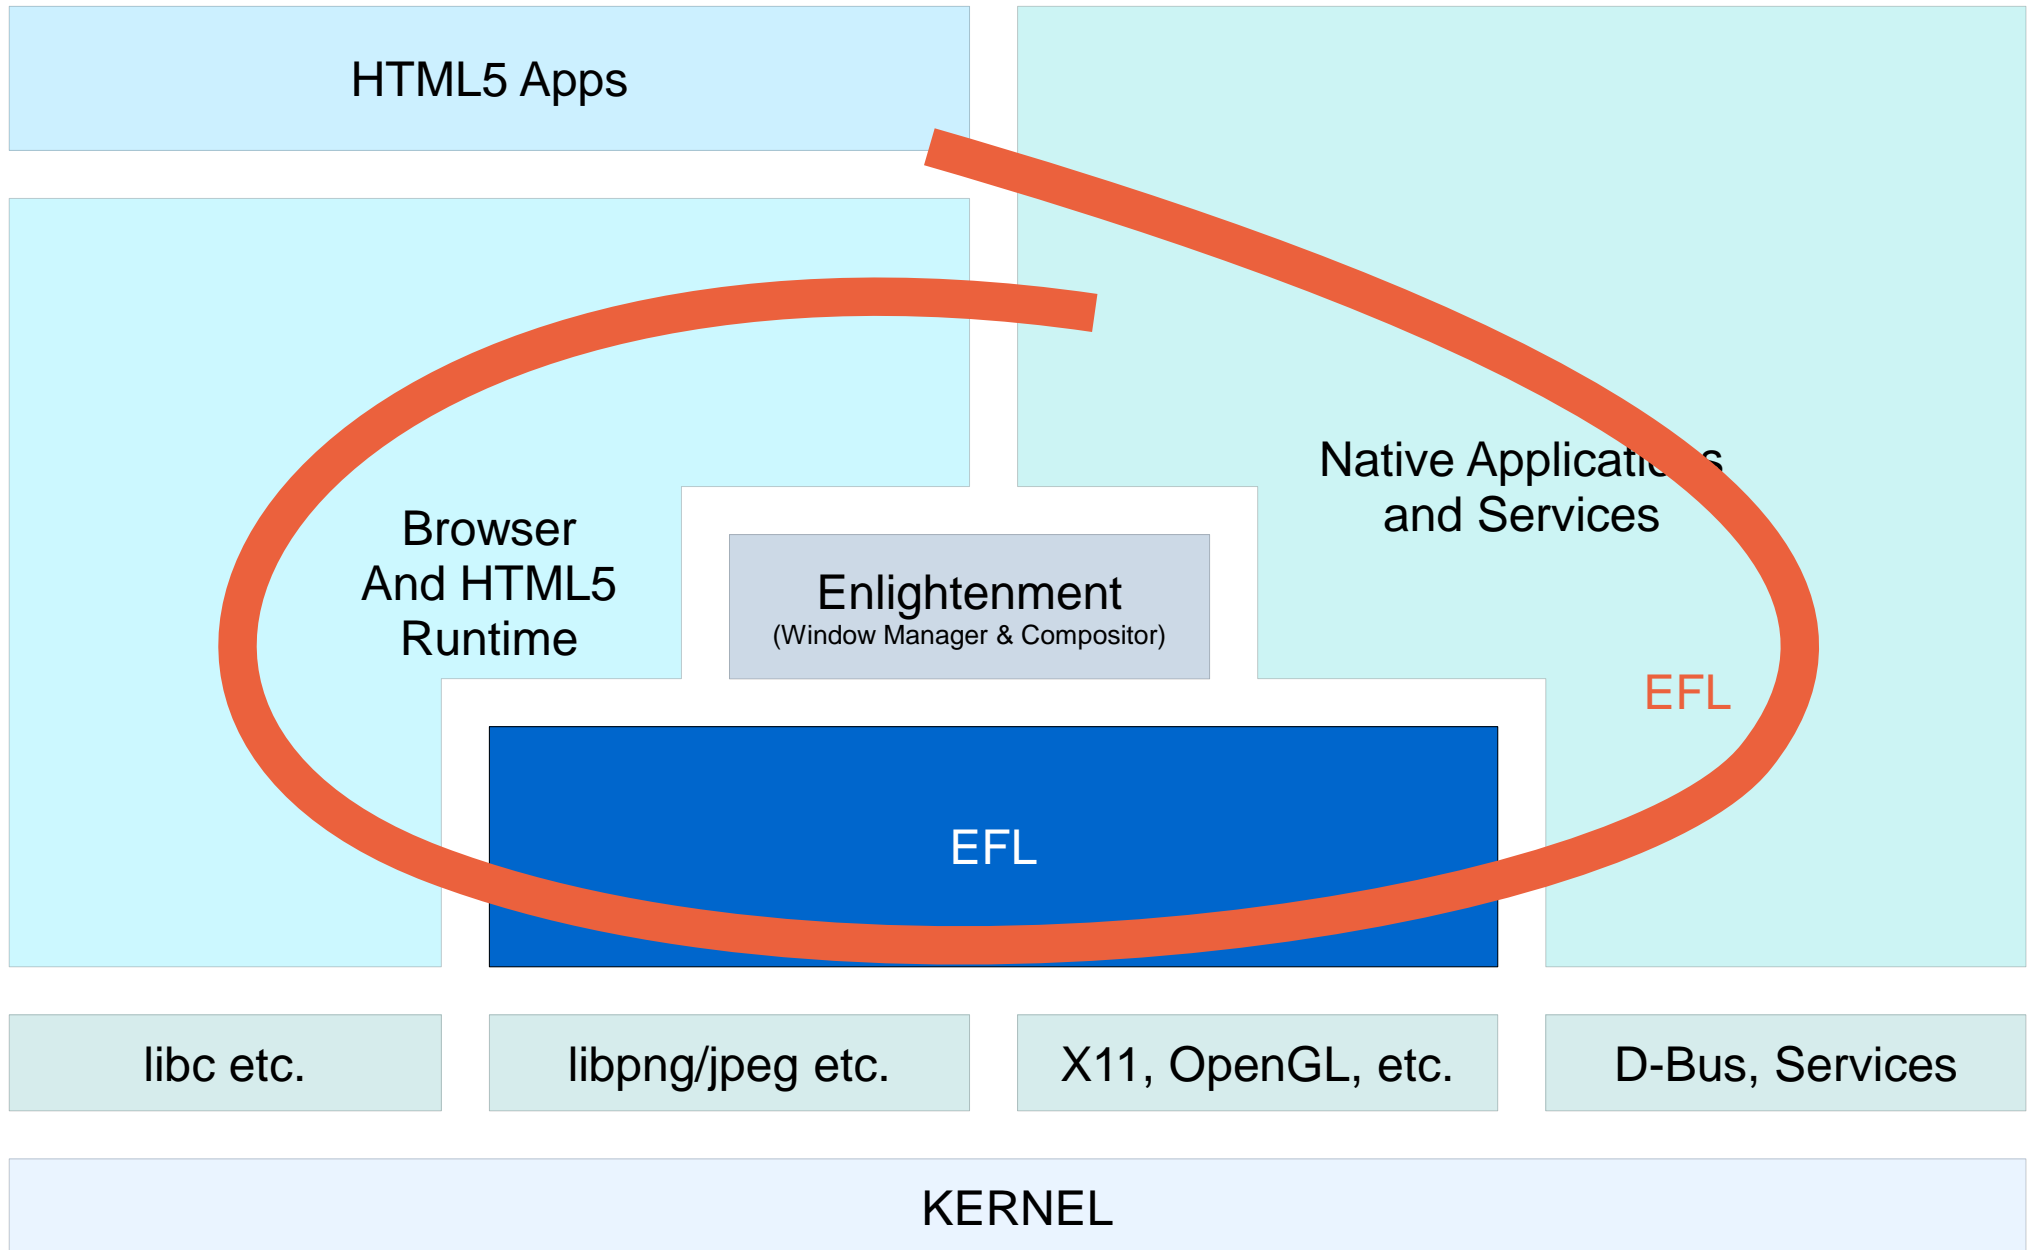 HTML5 Apps
Native Applications
and Services
Browser
And HTML5
Runtime
Enlightenment
(Window Manager & Compositor)
EFL
EFL
libc etc.
libpng/jpeg etc.
X11, OpenGL, etc.
D-Bus, Services
KERNEL